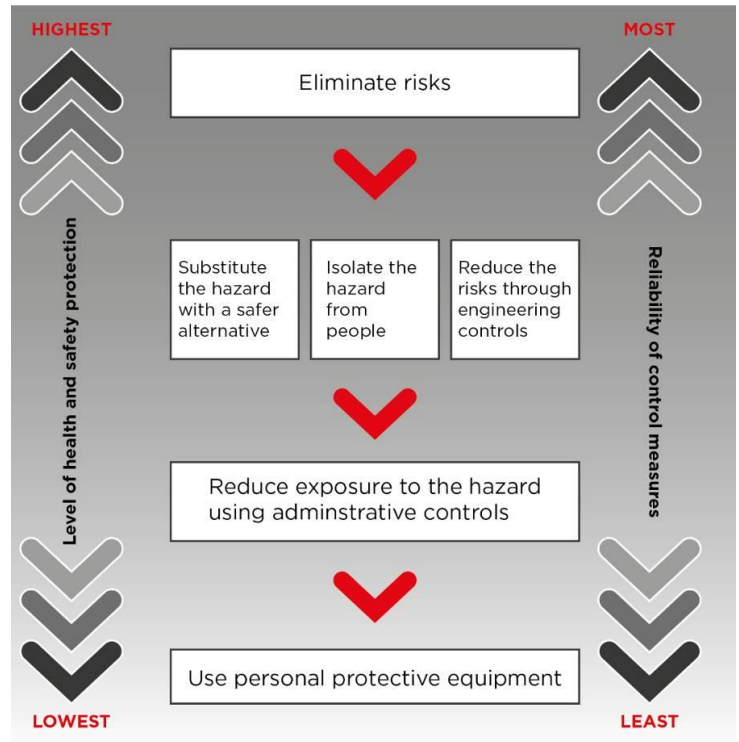 HIGHEST
MOST
Eliminate risks
Substitute
the hazard
with a safer
alternative
Isolate the
hazard
from
people
Reduce the
risks through
engineering
controls
Level of health and safety protection
Reliability of control measures
Reduce exposure to the hazard
using adminstrative controls
Use personal protective equipment
LOWEST
LEAST